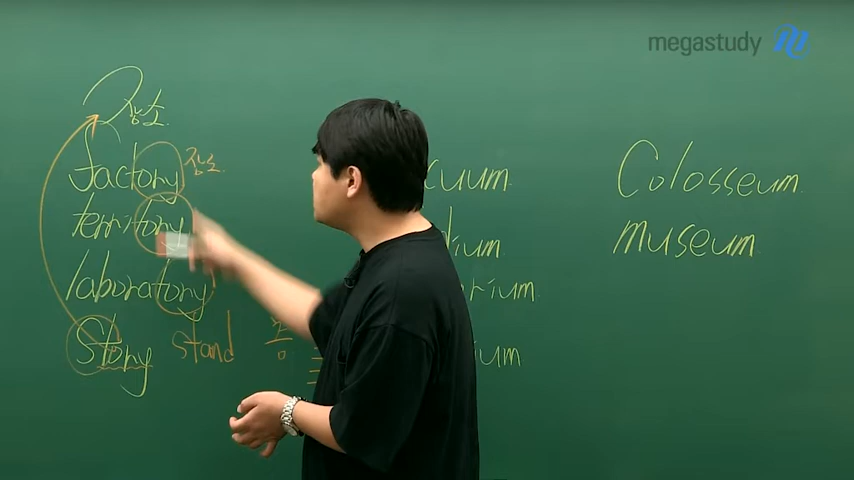 megastudy
장소
factory 장소
territory
laboratory
Story stand
cuum
dium
rium
ium
Colosseum
museum